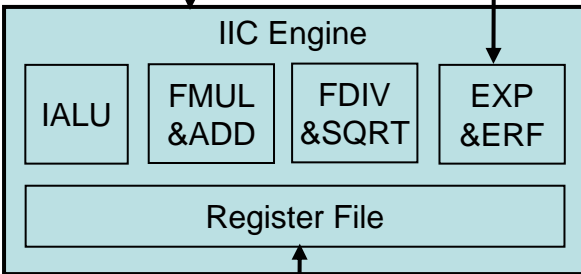 IIC Engine
IALU
FMUL
&ADD
FDIV
&SQRT
EXP
&ERF
Register File